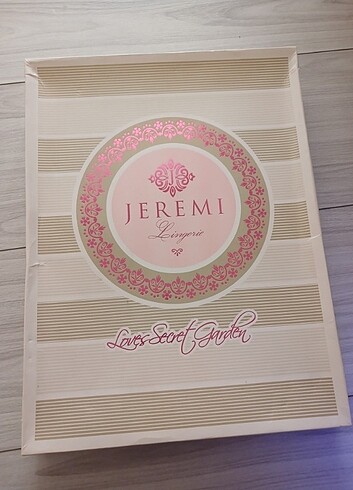 J
JEREMI
Lingerie
Loves Secret Garden